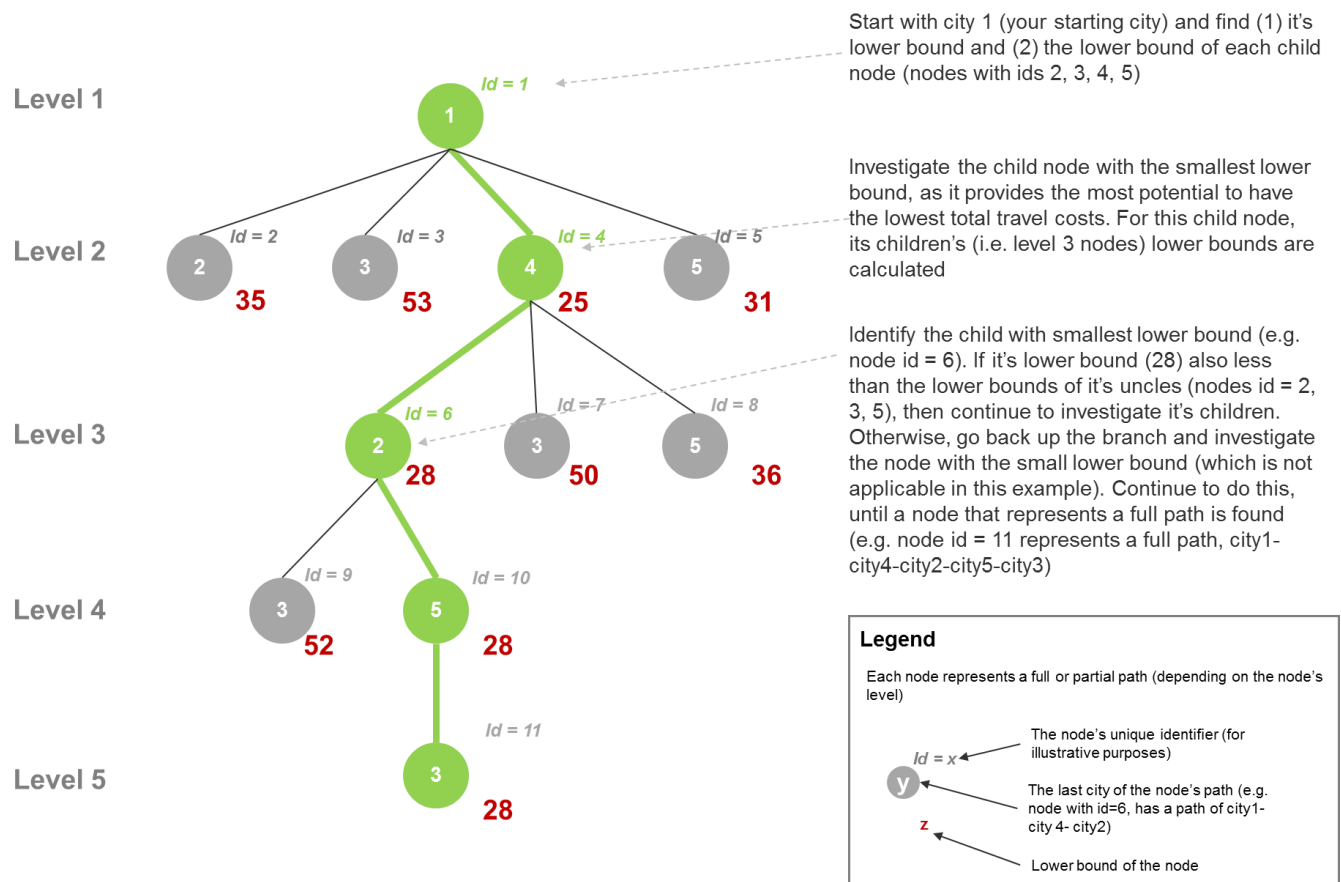 Start with city 1 (your starting city) and find (1) it's
lower bound and (2) the lower bound of each child
node (nodes with ids 2, 3, 4, 5)
Level 1
Id = 1
1
Investigate the child node with the smallest lower
bound, as it provides the most potential to have
the lowest total travel costs. For this child node,
its children's (i.e. level 3 nodes) lower bounds are
calculated
Level 2
Id = 2
2
35
Id = 3
3
53
Id = 4
4
25
Id = 5
5
31
Identify the child with smallest lower bound (e.g.
node id = 6). If it's lower bound (28) also less
than the lower bounds of it's uncles (nodes id = 2,
3, 5), then continue to investigate it's children.
Otherwise, go back up the branch and investigate
the node with the small lower bound (which is not
applicable in this example). Continue to do this,
until a node that represents a full path is found
(e.g. node id = 11 represents a full path, city1-
city4-city2-city5-city3)
Level 3
Id = 6
2
28
Id = 7
3
50
Id = 8
5
36
Level 4
Id = 9
3
52
Id = 10
5
28
Level 5
Id = 11
3
28
Legend
Each node represents a full or partial path (depending on the node's
level)
Id = x
The node's unique identifier (for
illustrative purposes)
y
The last city of the node's path (e.g.
node with id=6, has a path of city1-
city 4- city2)
z
Lower bound of the node